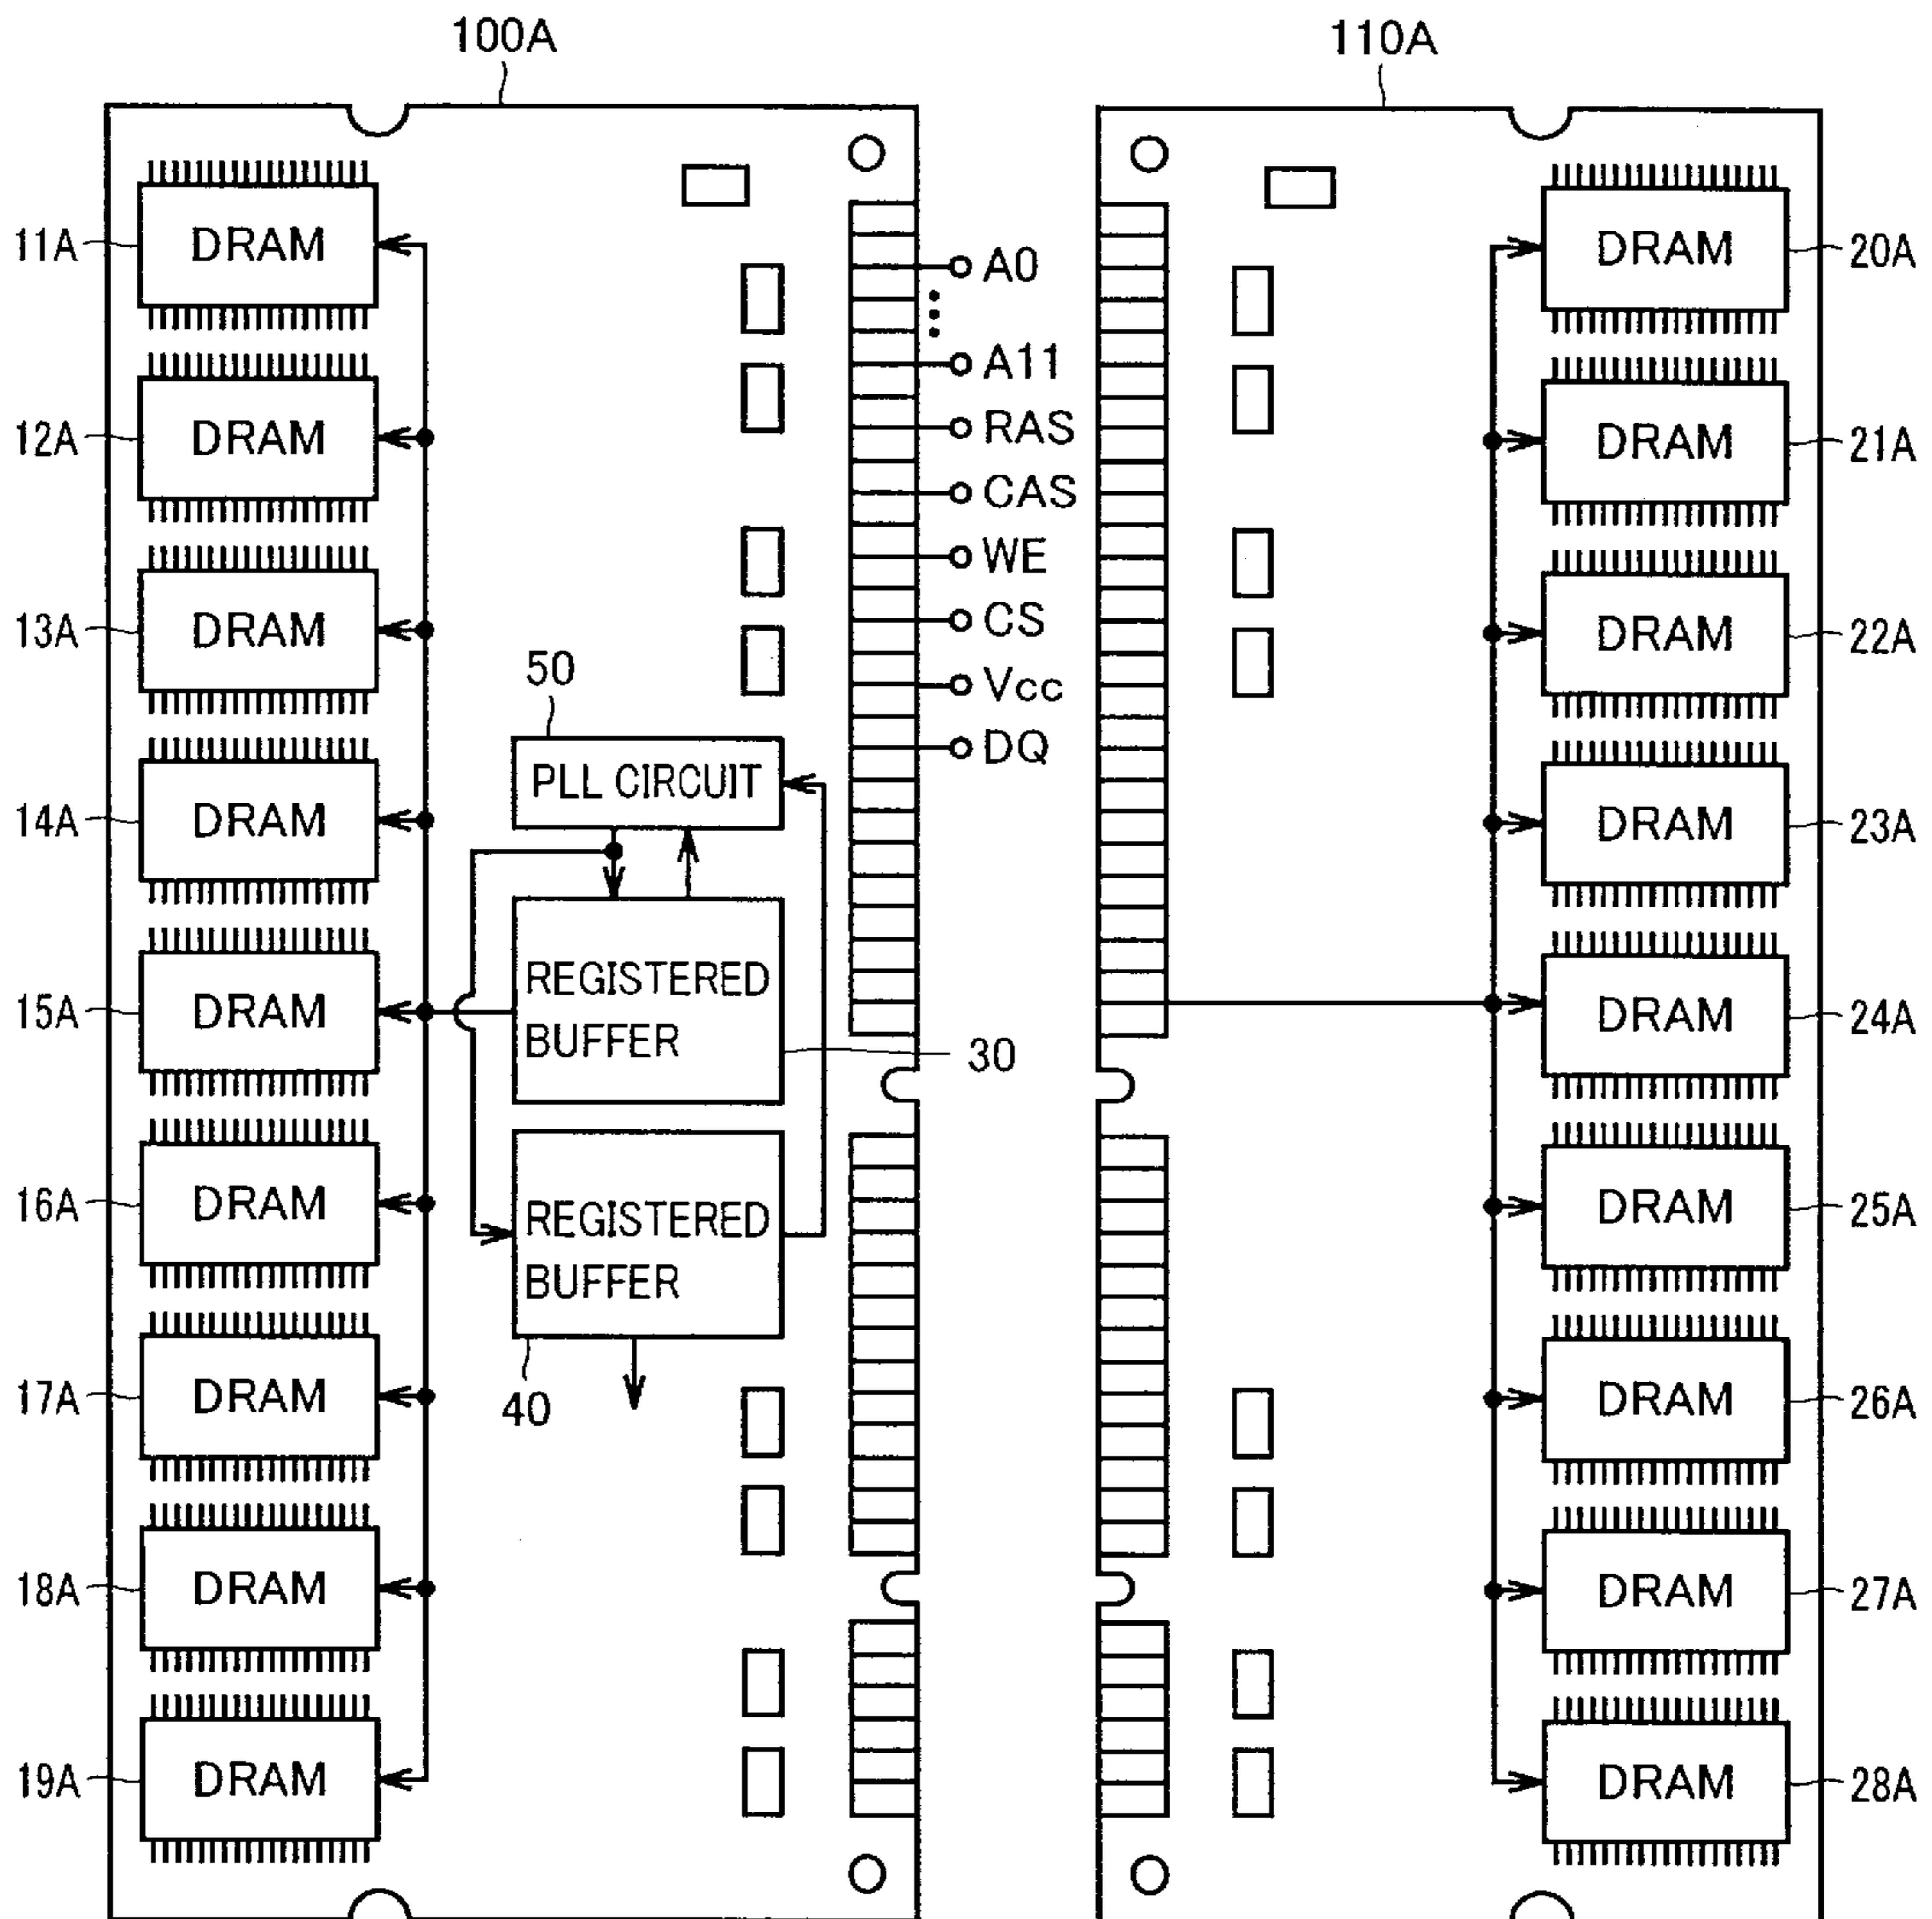 100A
110A
11A
DRAM
12A
DRAM
13A
DRAM
14A
DRAM
15A
DRAM
16A
DRAM
17A
DRAM
18A
DRAM
19A
DRAM
50
PLL CIRCUIT
REGISTERED
BUFFER
30
REGISTERED
BUFFER
40
A0
A11
RAS
CAS
WE
CS
Vcc
DQ
DRAM
20A
DRAM
21A
DRAM
22A
DRAM
23A
DRAM
24A
DRAM
25A
DRAM
26A
DRAM
27A
DRAM
28A